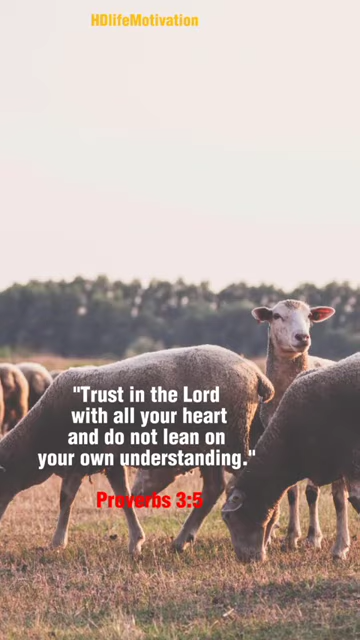 HDlifeMotivation
"Trust in the Lord
with all your heart
and do not lean on
your own understanding."
Proverbs 3:5